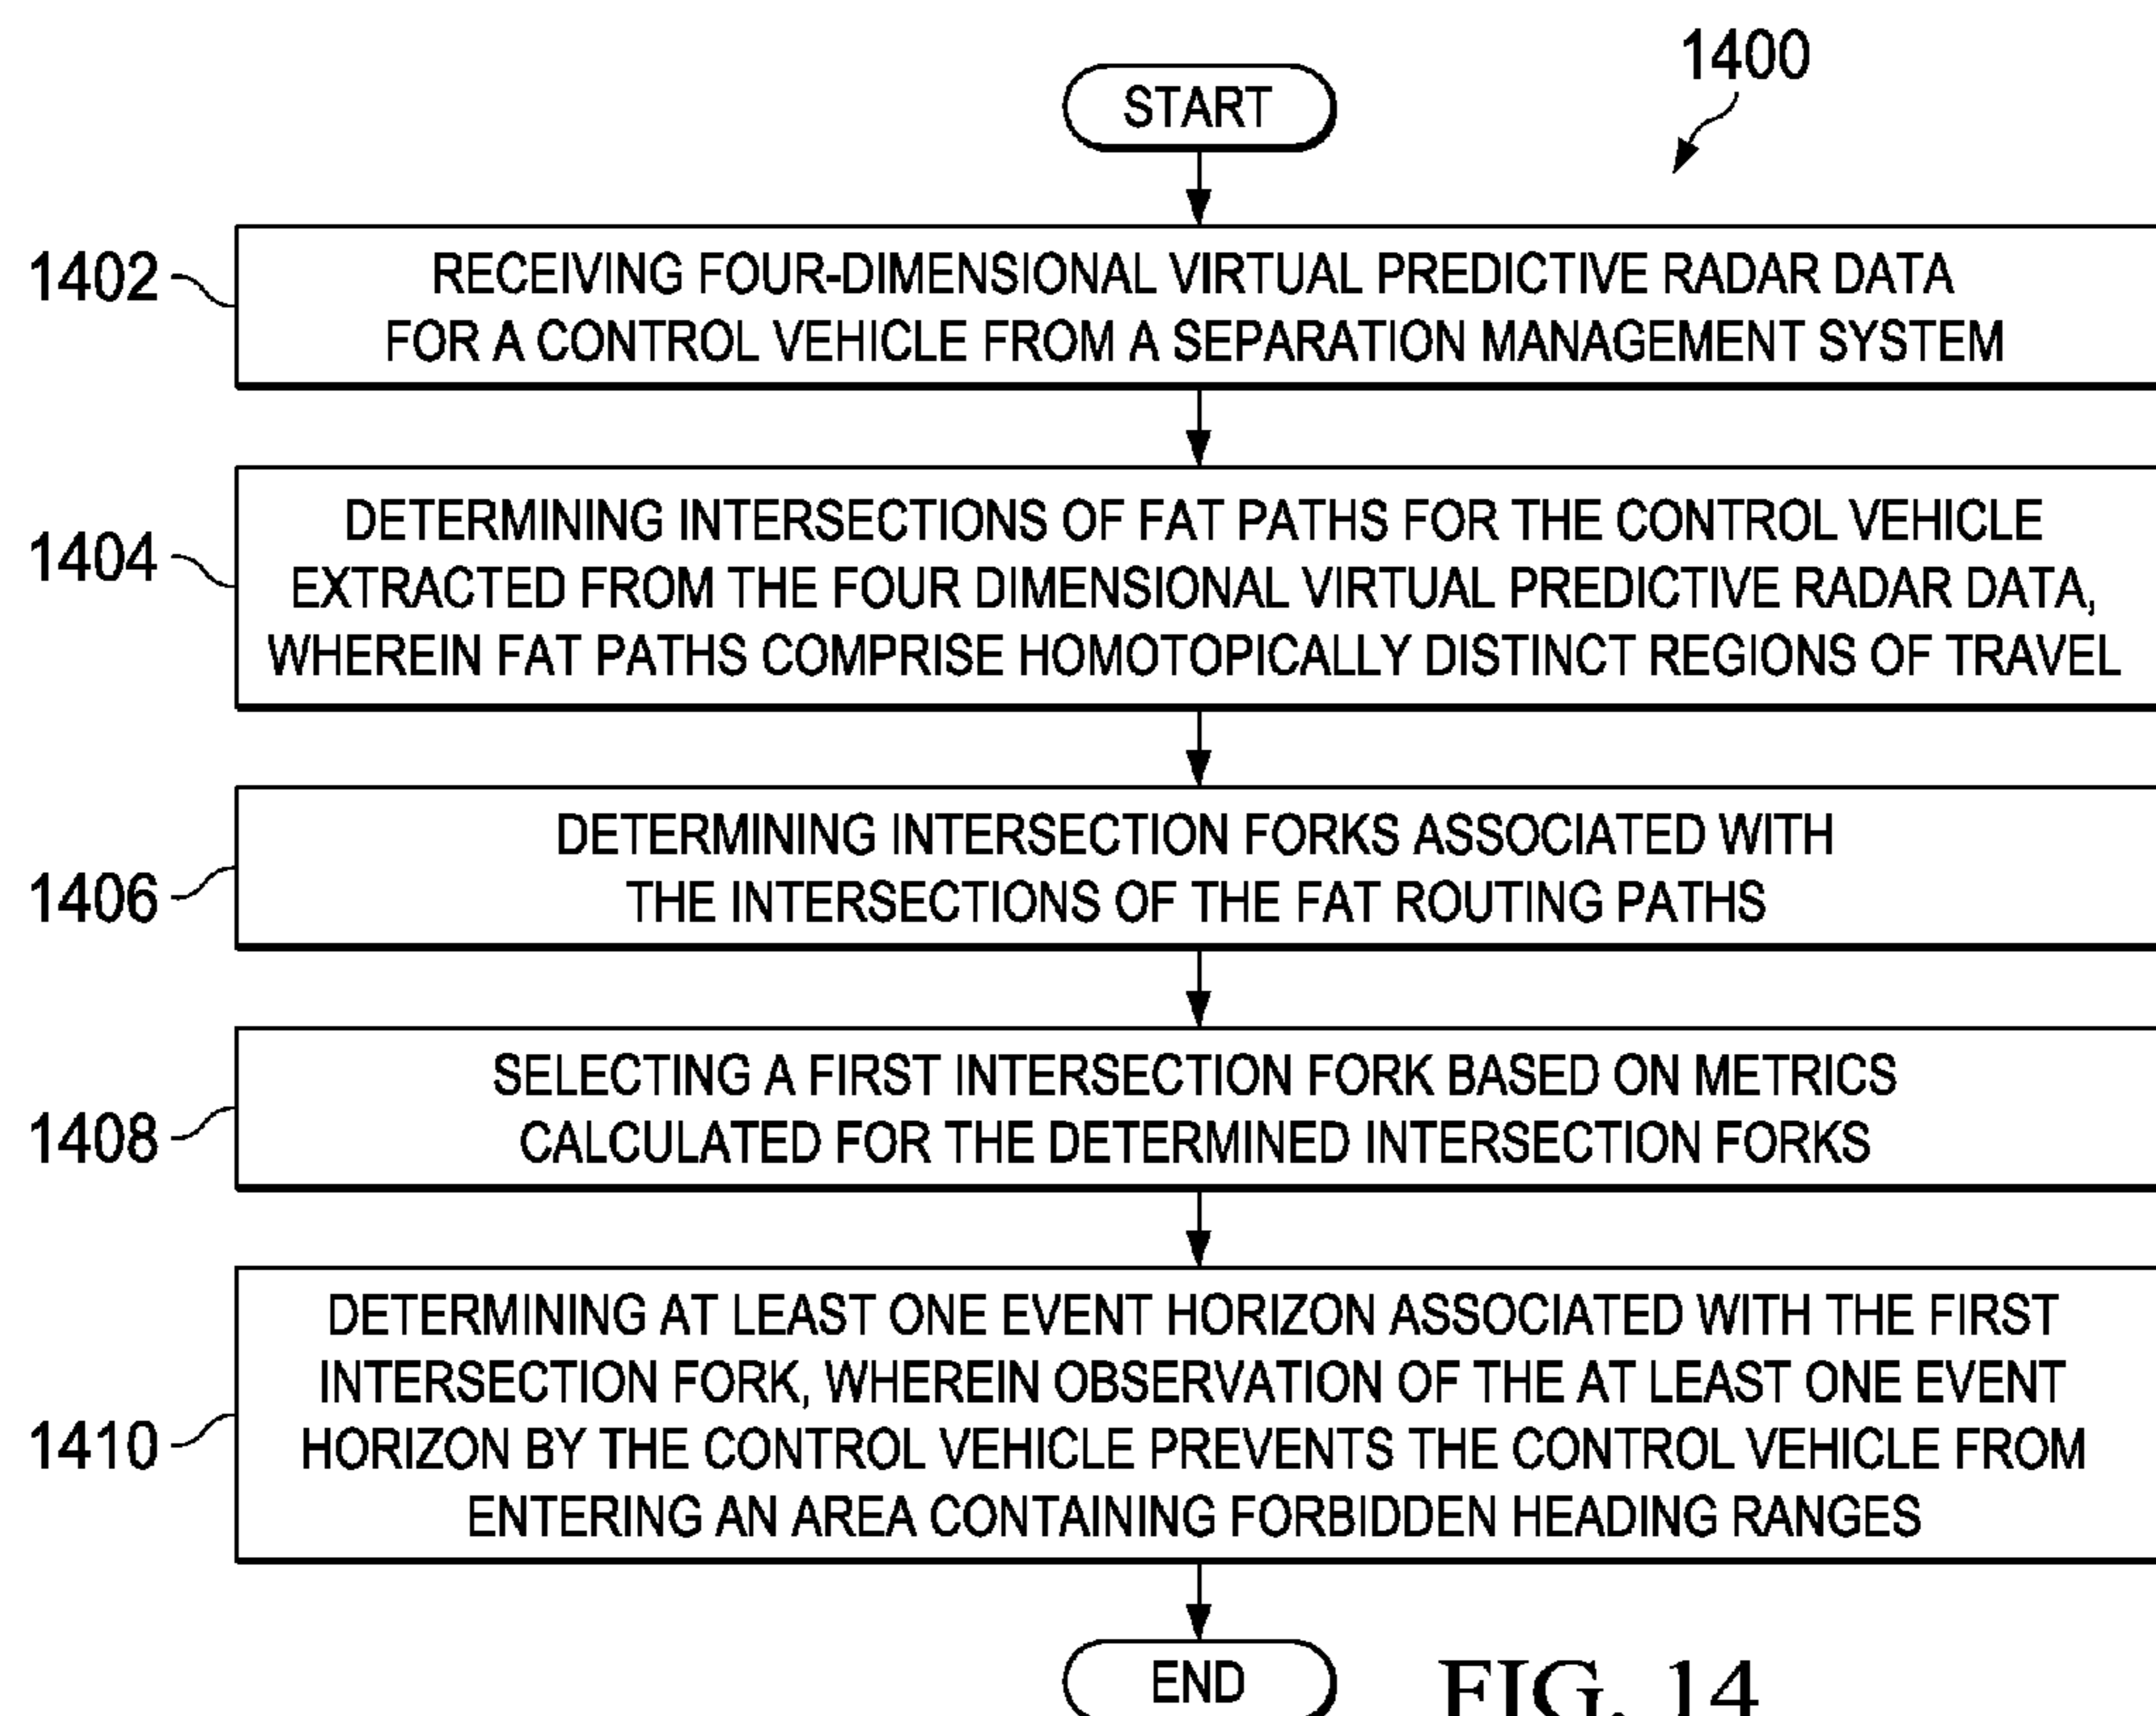 1400
START
1402
RECEIVING FOUR-DIMENSIONAL VIRTUAL PREDICTIVE RADAR DATA
FOR A CONTROL VEHICLE FROM A SEPARATION MANAGEMENT SYSTEM
1404
DETERMINING INTERSECTIONS OF FAT PATHS FOR THE CONTROL VEHICLE
EXTRACTED FROM THE FOUR DIMENSIONAL VIRTUAL PREDICTIVE RADAR DATA,
WHEREIN FAT PATHS COMPRISE HOMOTOPICALLY DISTINCT REGIONS OF TRAVEL
1406
DETERMINING INTERSECTION FORKS ASSOCIATED WITH
THE INTERSECTIONS OF THE FAT ROUTING PATHS
1408
SELECTING A FIRST INTERSECTION FORK BASED ON METRICS
CALCULATED FOR THE DETERMINED INTERSECTION FORKS
1410
DETERMINING AT LEAST ONE EVENT HORIZON ASSOCIATED WITH THE FIRST
INTERSECTION FORK, WHEREIN OBSERVATION OF THE AT LEAST ONE EVENT
HORIZON BY THE CONTROL VEHICLE PREVENTS THE CONTROL VEHICLE FROM
ENTERING AN AREA CONTAINING FORBIDDEN HEADING RANGES
END
FIG. 14